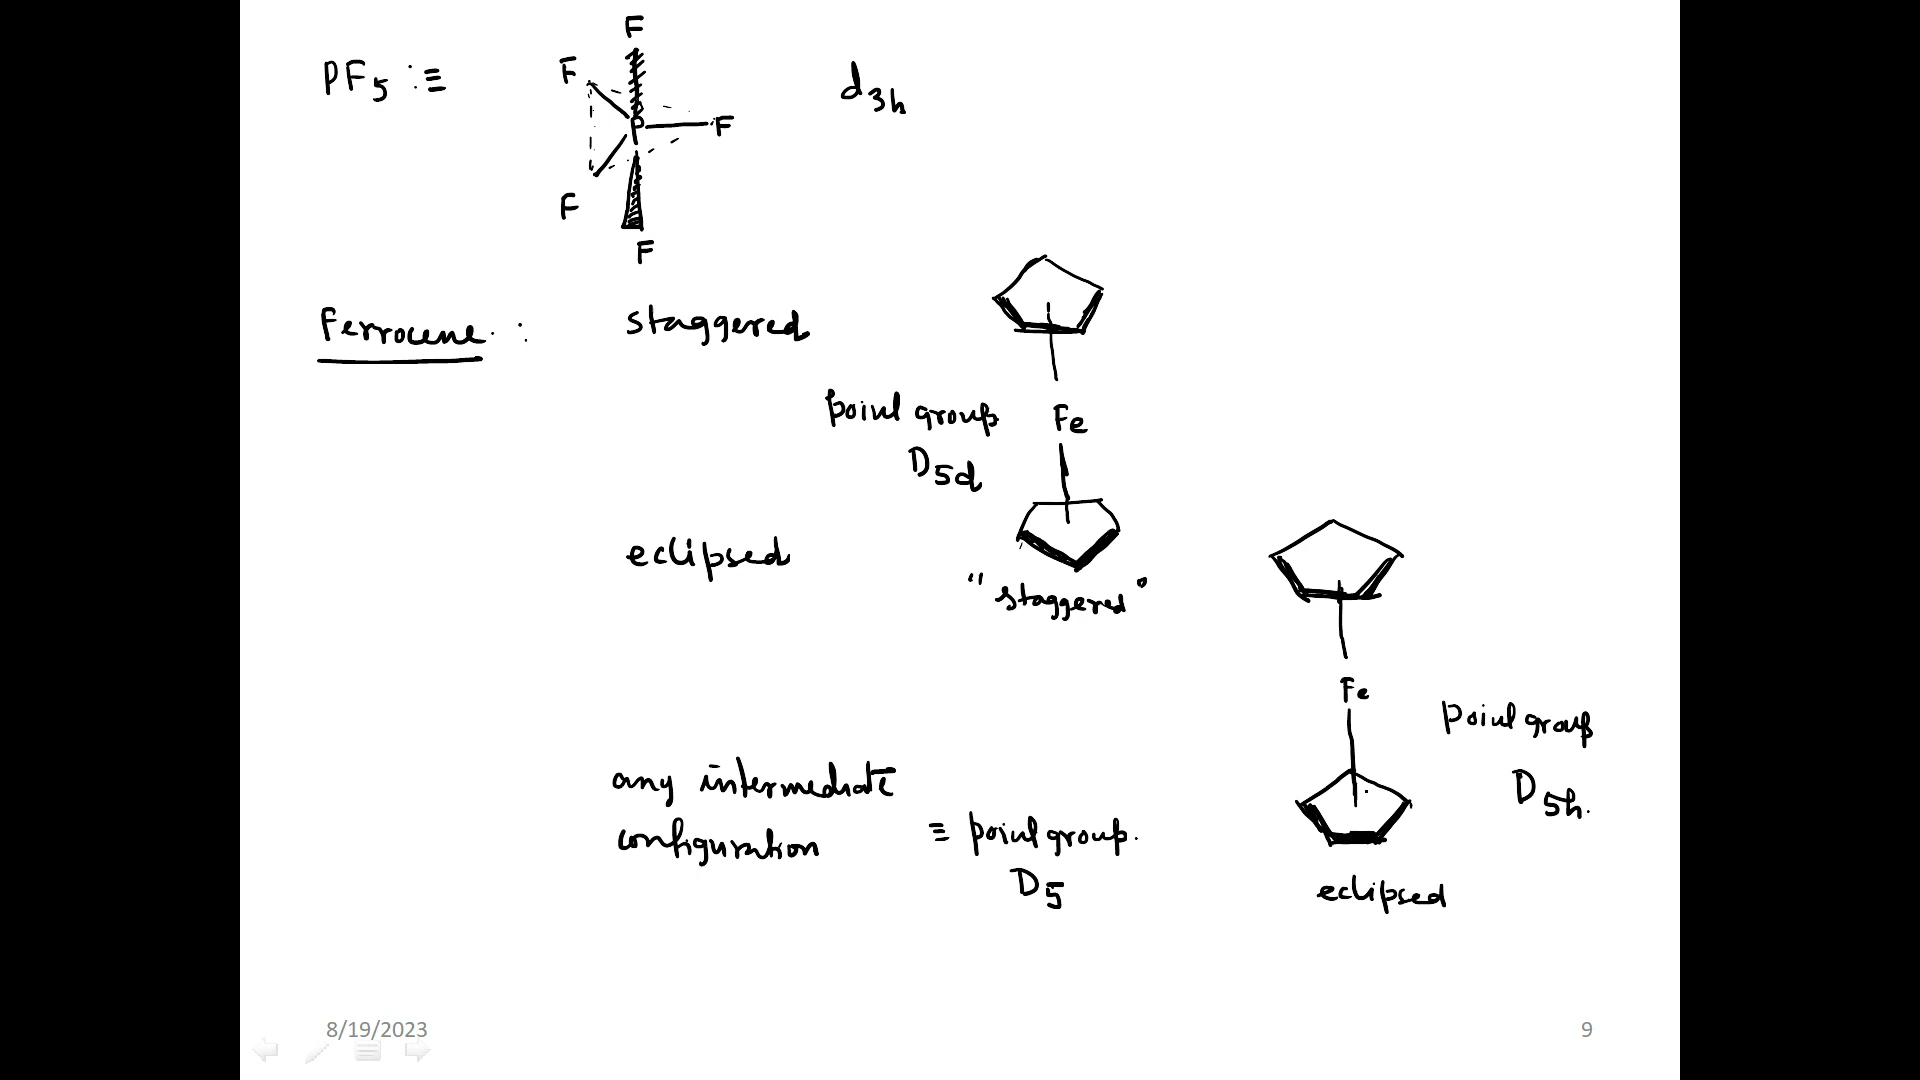 F
PF5 :≡
F
d3h
P
F
F
F
Ferrocene :
staggered
point group
D5d
Fe
eclipsed
"staggered"
Fe
point group
D5h.
any intermediate
configuration
≡ point group.
D5
eclipsed
8/19/2023
9